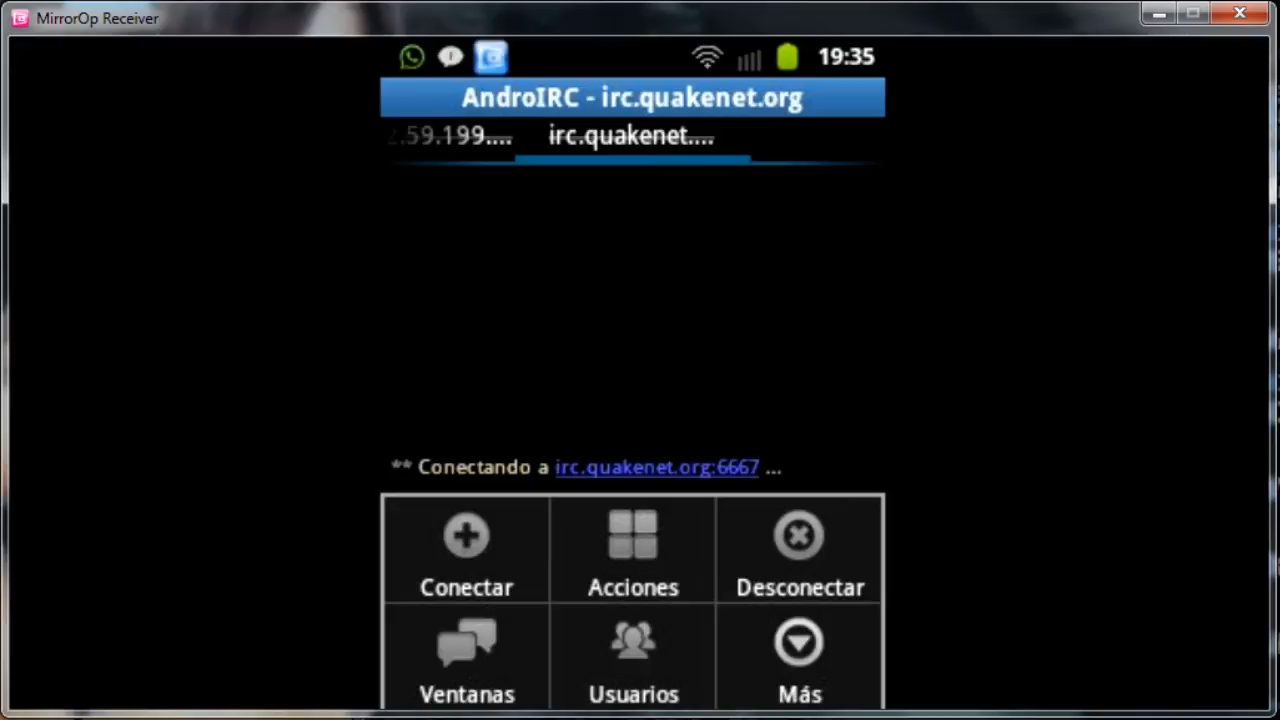 MirrorOp Receiver
19:35
AndroIRC - irc.quakenet.org
.59.199.... irc.quakenet....
** Conectando a irc.quakenet.org:6667 ...
Conectar Acciones Desconectar
Ventanas Usuarios Más